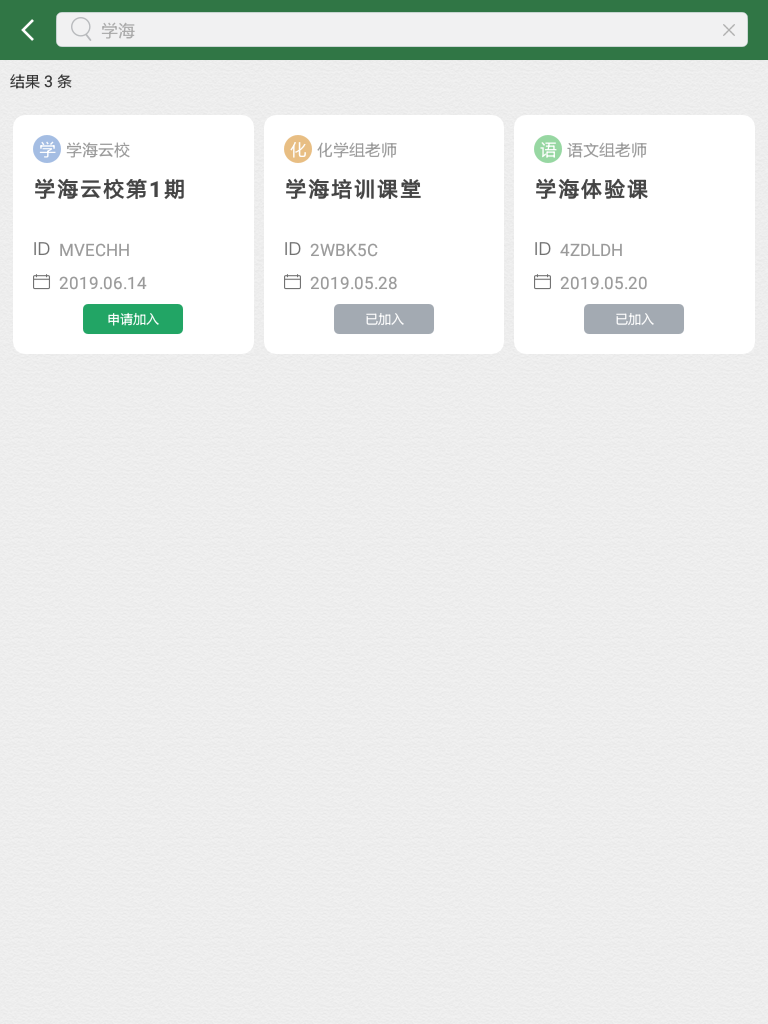 学海
结果 3 条
学 学海云校
学海云校第1期
ID MVECHH
2019.06.14
申请加入
化 化学组老师
学海培训课堂
ID 2WBK5C
2019.05.28
已加入
语 语文组老师
学海体验课
ID 4ZDLDH
2019.05.20
已加入